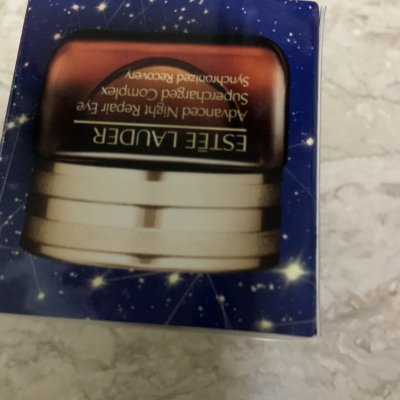 ESTĒE LAUDER
Advanced Night Repair Eye
Supercharged Complex
Synchronized Recovery